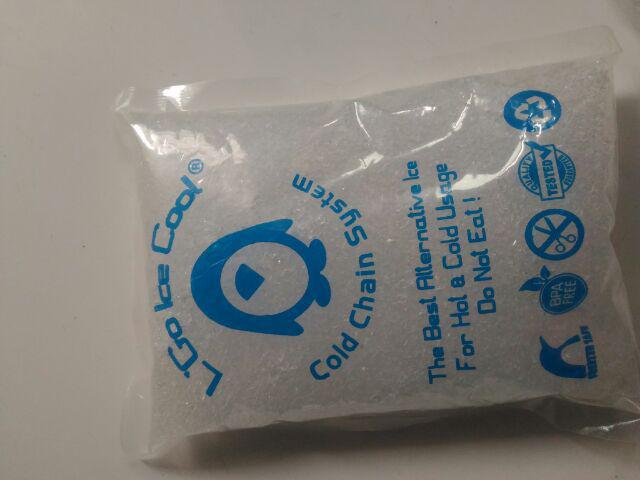 L'Go Ice Cool®
Cold Chain SystEm
The Best Alternative Ice
For Hot & Cold Usage
Do Not Eat!
QUALITY
TESTED
BPA
FREE